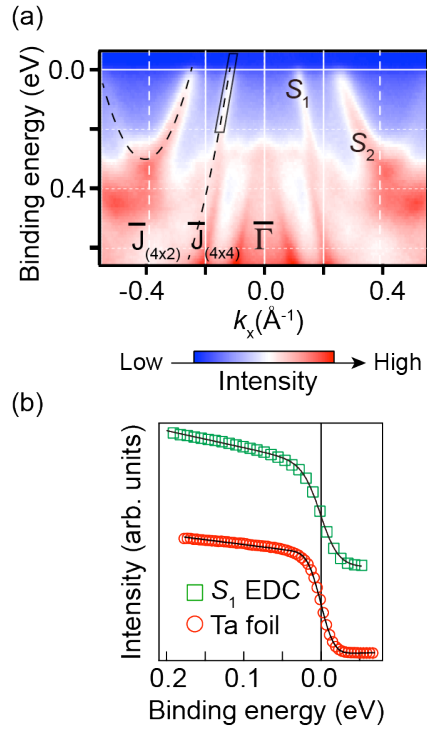 (a)
Binding energy (eV)
0.0
0.4
S₁
S₂
J̅(4x2)
J̅(4x4)
Γ̅
-0.4
0.0
0.4
kₓ(Å⁻¹)
Low
High
Intensity
(b)
Intensity (arb. units)
S₁ EDC
Ta foil
0.2
0.1
0.0
Binding energy (eV)